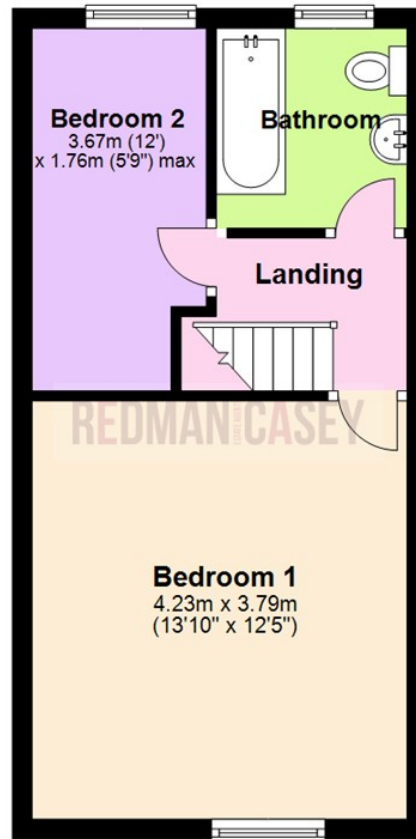 Bedroom 2
3.67m (12')
x 1.76m (5'9") max
Bathroom
Landing
REDMAN CASEY
Bedroom 1
4.23m x 3.79m
(13'10" x 12'5")